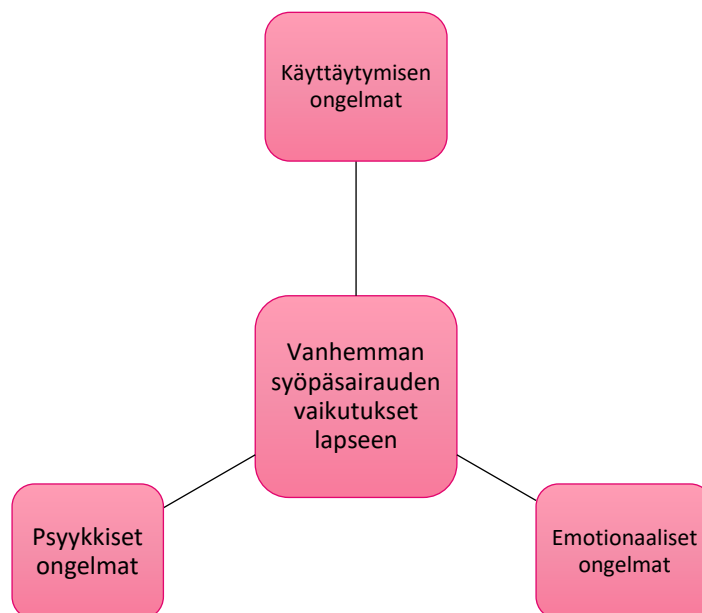 Käyttäytymisen
ongelmat
Vanhemman
syöpäsairauden
vaikutukset
lapseen
Psyykkiset
ongelmat
Emotionaaliset
ongelmat